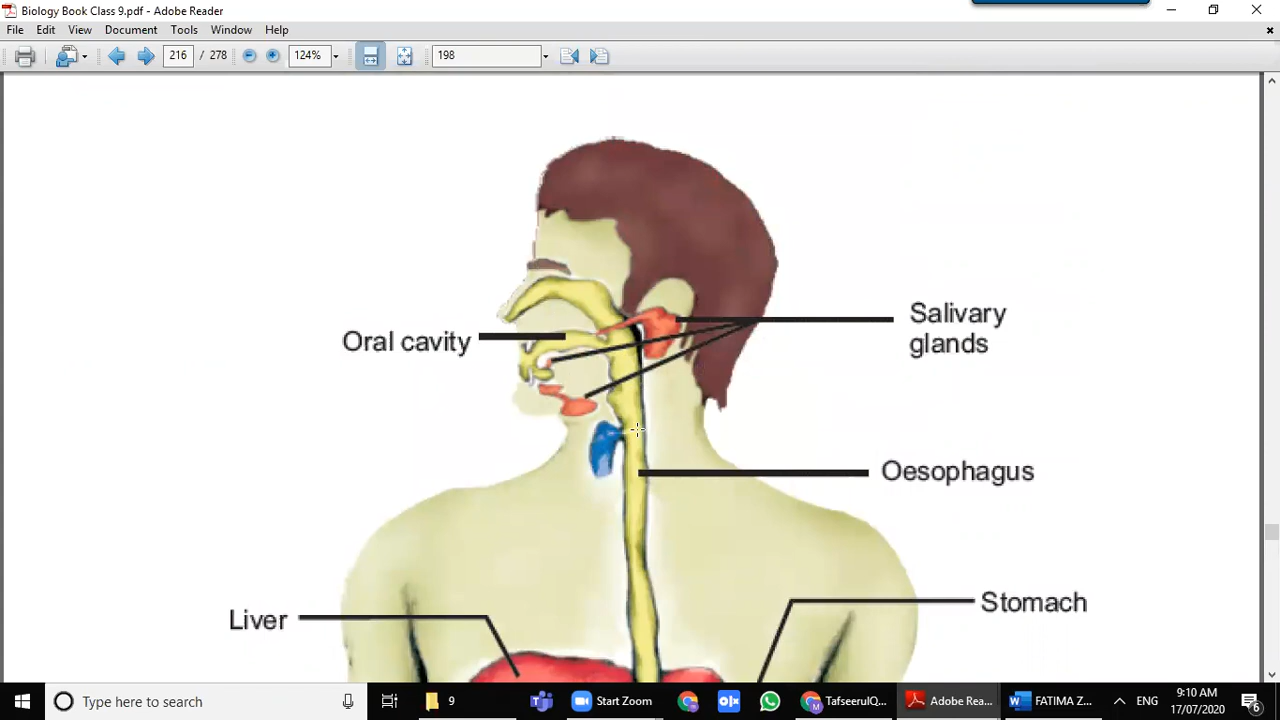 Biology Book Class 9.pdf - Adobe Reader
File Edit View Document Tools Window Help
216 / 278 124% 198
Salivary
glands
Oral cavity
Oesophagus
Stomach
Liver
Type here to search
9
Start Zoom
TafseerulQ...
Adobe Rea...
FATIMA Z...
ENG
9:10 AM
17/07/2020
6